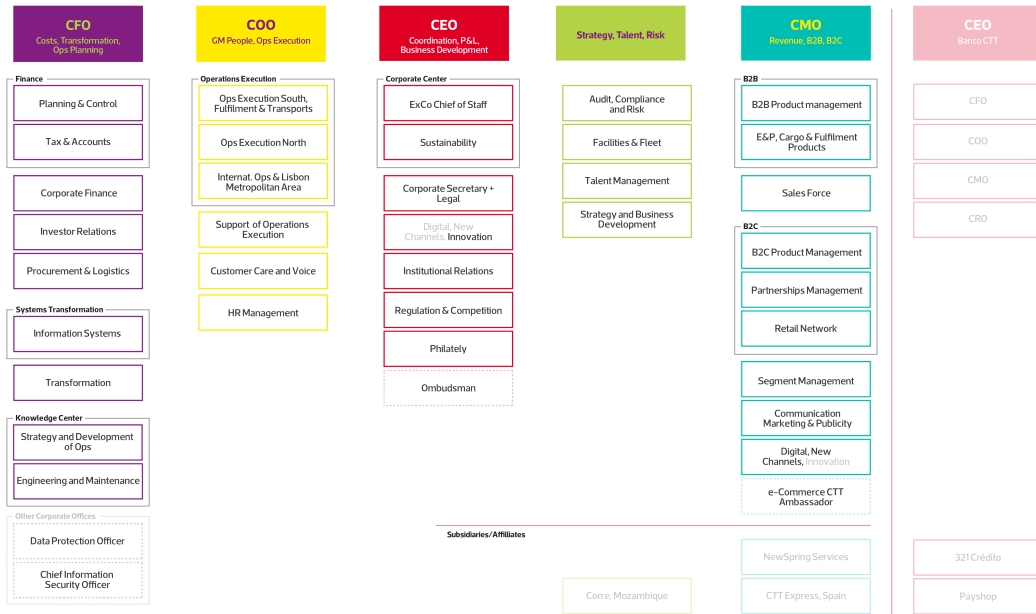 CFO
Costs, Transformation,
Ops Planning
Finance
Planning & Control
Tax & Accounts
Corporate Finance
Investor Relations
Procurement & Logistics
Systems Transformation
Information Systems
Transformation
Knowledge Center
Strategy and Development
of Ops
Engineering and Maintenance
Other Corporate Offices
Data Protection Officer
Chief Information
Security Officer
COO
GM People, Ops Execution
Operations Execution
Ops Execution South,
Fulfilment & Transports
Ops Execution North
Internat. Ops & Lisbon
Metropolitan Area
Support of Operations
Execution
Customer Care and Voice
HR Management
CEO
Coordination, P&L,
Business Development
Corporate Center
ExCo Chief of Staff
Sustainability
Corporate Secretary +
Legal
Digital, New
Channels, Innovation
Institutional Relations
Regulation & Competition
Philately
Ombudsman
Strategy, Talent, Risk
Audit, Compliance
and Risk
Facilities & Fleet
Talent Management
Strategy and Business
Development
CMO
Revenue, B2B, B2C
B2B
B2B Product management
E&P, Cargo & Fulfilment
Products
Sales Force
B2C
B2C Product Management
Partnerships Management
Retail Network
Segment Management
Communication
Marketing & Publicity
Digital, New
Channels, Innovation
e-Commerce CTT
Ambassador
CEO
Banco CTT
CFO
COO
CMO
CRO
Subsidiaries/Affilliates
Corre, Mozambique
NewSpring Services
CTT Express, Spain
321 Crédito
Payshop